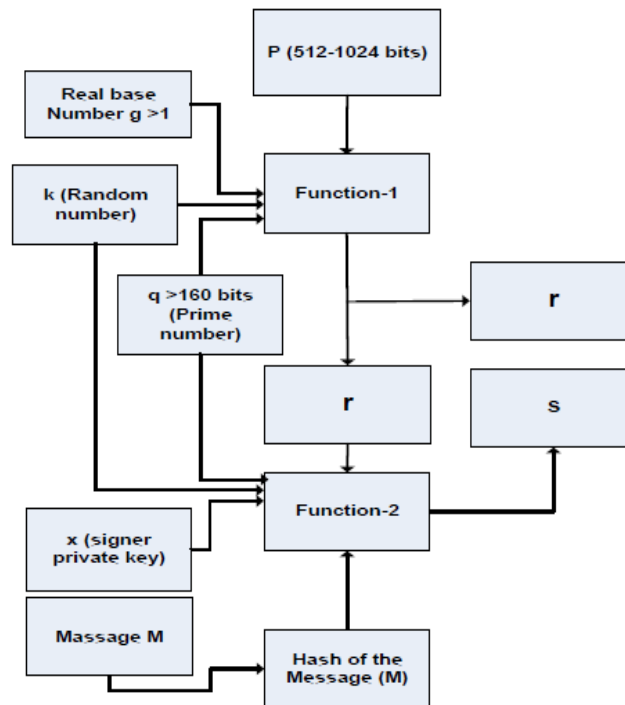 P (512-1024 bits)
Real base
Number g >1
k (Random
number)
Function-1
q >160 bits
(Prime
number)
r
r
s
Function-2
x (signer
private key)
Massage M
Hash of the
Message (M)